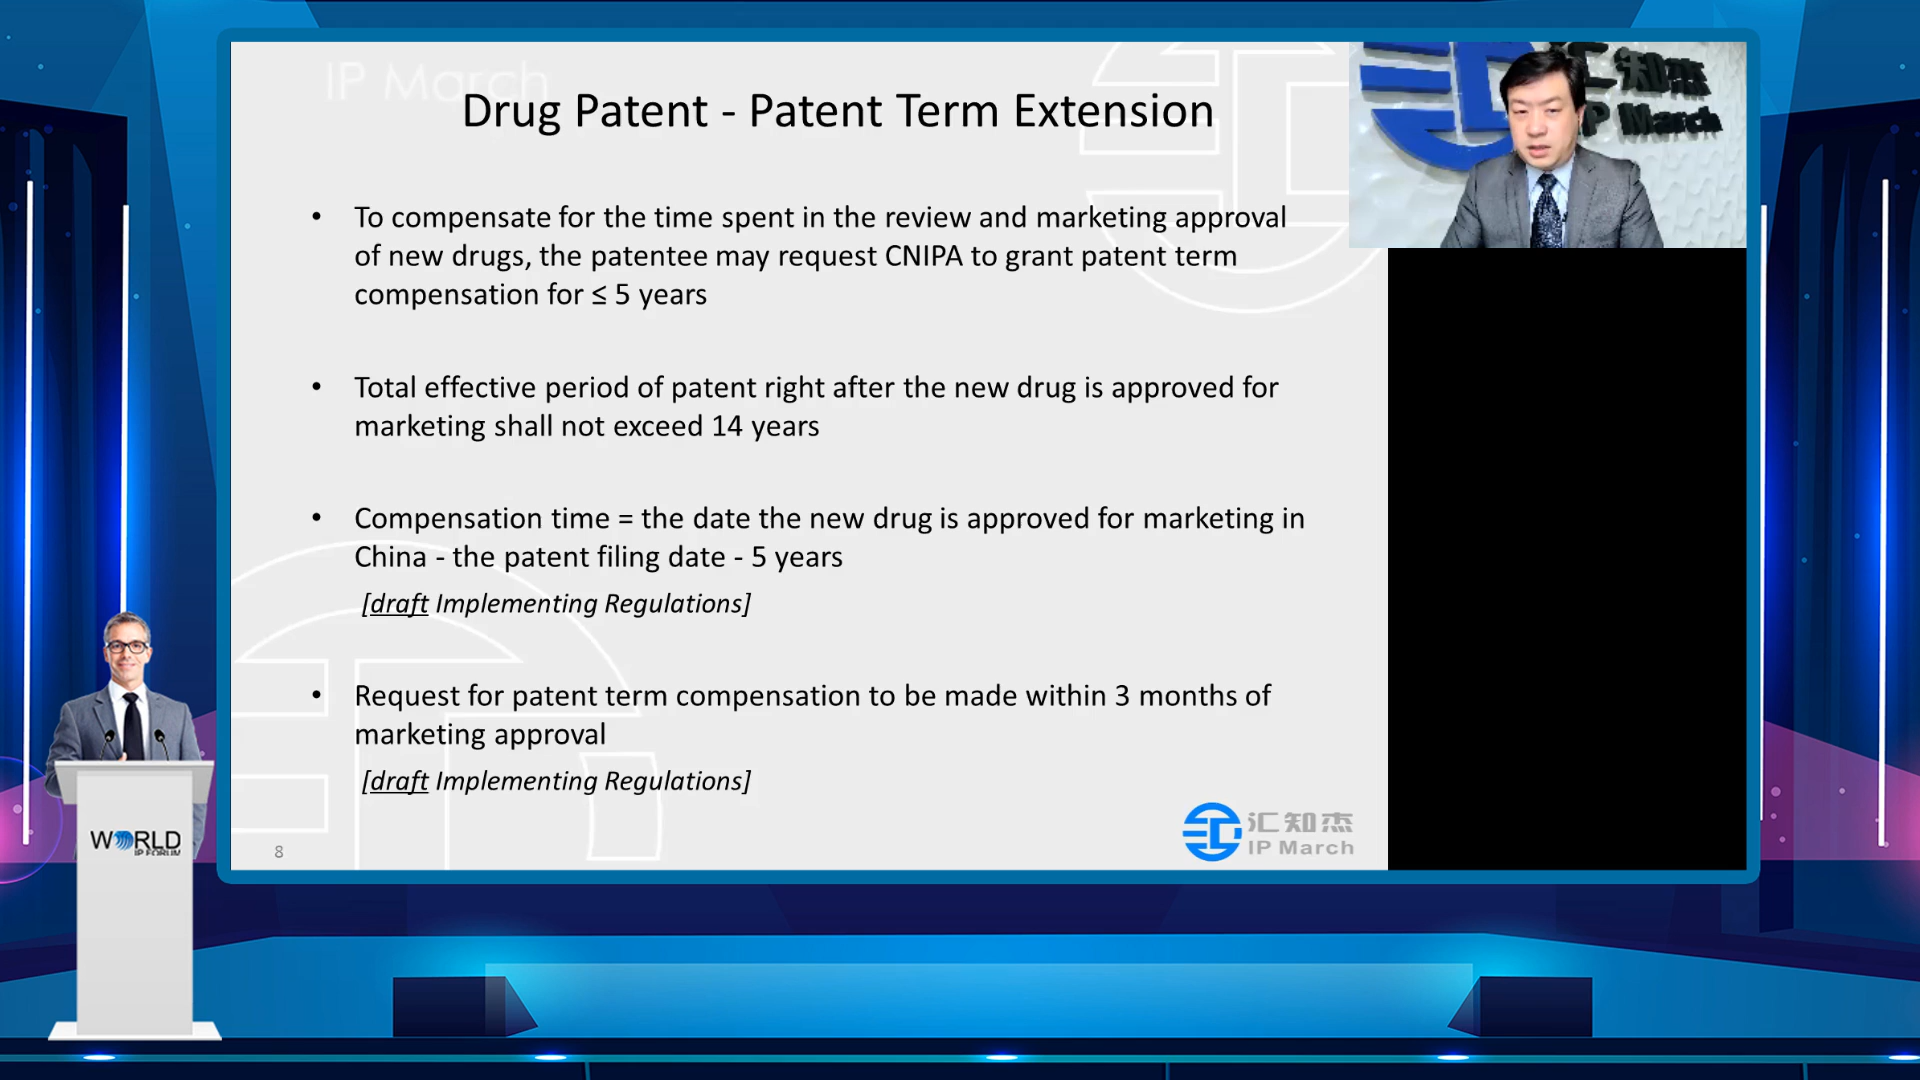 IP March
Drug Patent - Patent Term Extension
汇知杰
IP March
• To compensate for the time spent in the review and marketing approval
of new drugs, the patentee may request CNIPA to grant patent term
compensation for ≤ 5 years
• Total effective period of patent right after the new drug is approved for
marketing shall not exceed 14 years
• Compensation time = the date the new drug is approved for marketing in
China - the patent filing date - 5 years
[draft Implementing Regulations]
• Request for patent term compensation to be made within 3 months of
marketing approval
[draft Implementing Regulations]
8
汇知杰
IP March
WORLD
IP FORUM